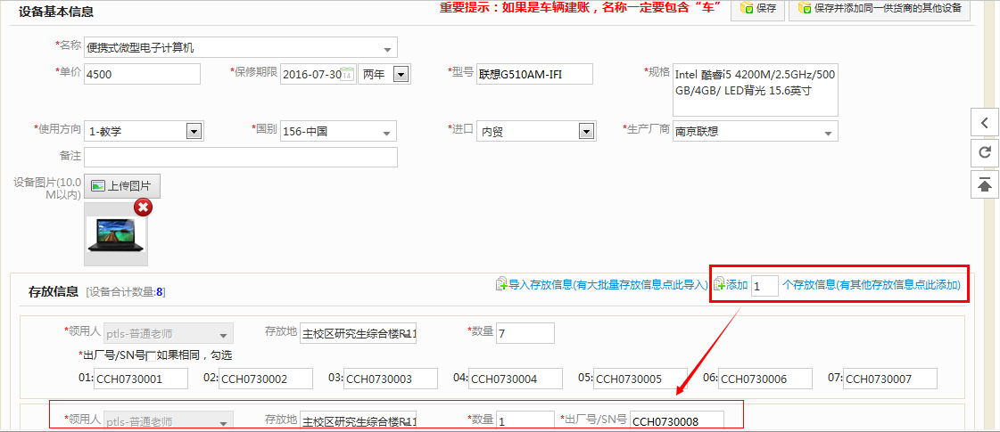 设备基本信息 重要提示：如果是车辆建账，名称一定要包含“车” 保存 保存并添加同一供货商的其他设备
*名称 便携式微型电子计算机
*单价 4500 *保修期限 2016-07-30 14 两年 *型号 联想G510AM-IFI *规格 Intel 酷睿i5 4200M/2.5GHz/500
GB/4GB/ LED背光 15.6英寸
*使用方向 1-教学 *国别 156-中国 *进口 内贸 *生产厂商 南京联想
备注
设备图片(10.0
M以内) 上传图片
存放信息 [设备合计数量:8] 导入存放信息(有大批量存放信息点此导入) 添加 1 个存放信息(有其他存放信息点此添加)
*领用人 ptls-普通老师 存放地 主校区研究生综合楼R11 *数量 7
*出厂号/SN号 如果相同，勾选
01: CCH0730001 02: CCH0730002 03: CCH0730003 04: CCH0730004 05: CCH0730005 06: CCH0730006 07: CCH0730007
*领用人 ptls-普通老师 存放地 主校区研究生综合楼R11 *数量 1 *出厂号/SN号 CCH0730008